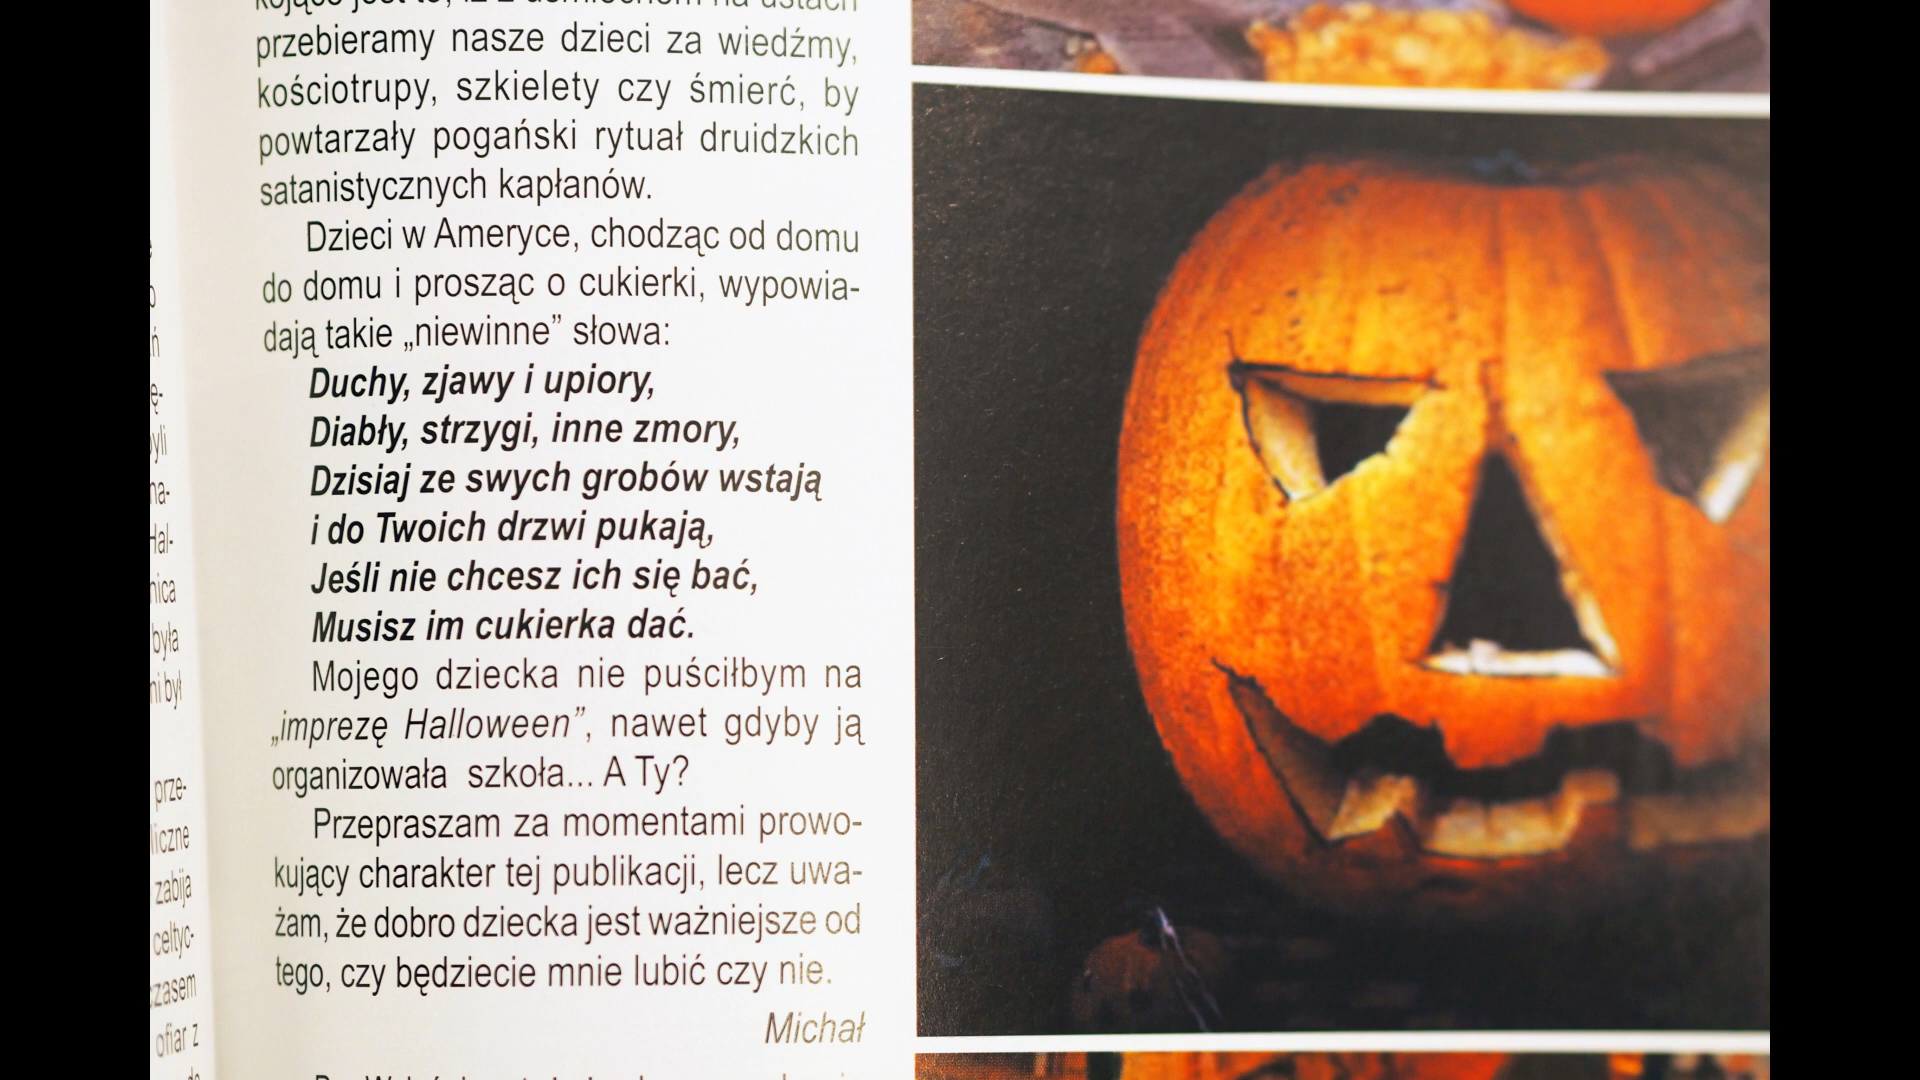 przebieramy nasze dzieci za wiedźmy,
kościotrupy, szkielety czy śmierć, by
powtarzały pogański rytuał druidzkich
satanistycznych kapłanów.
Dzieci w Ameryce, chodząc od domu
do domu i prosząc o cukierki, wypowia-
dają takie „niewinne” słowa:
Duchy, zjawy i upiory,
Diabły, strzygi, inne zmory,
Dzisiaj ze swych grobów wstają
i do Twoich drzwi pukają,
Jeśli nie chcesz ich się bać,
Musisz im cukierka dać.
Mojego dziecka nie puściłbym na
„imprezę Halloween”, nawet gdyby ją
organizowała szkoła... A Ty?
Przepraszam za momentami prowo-
kujący charakter tej publikacji, lecz uwa-
żam, że dobro dziecka jest ważniejsze od
tego, czy będziecie mnie lubić czy nie.
Michał